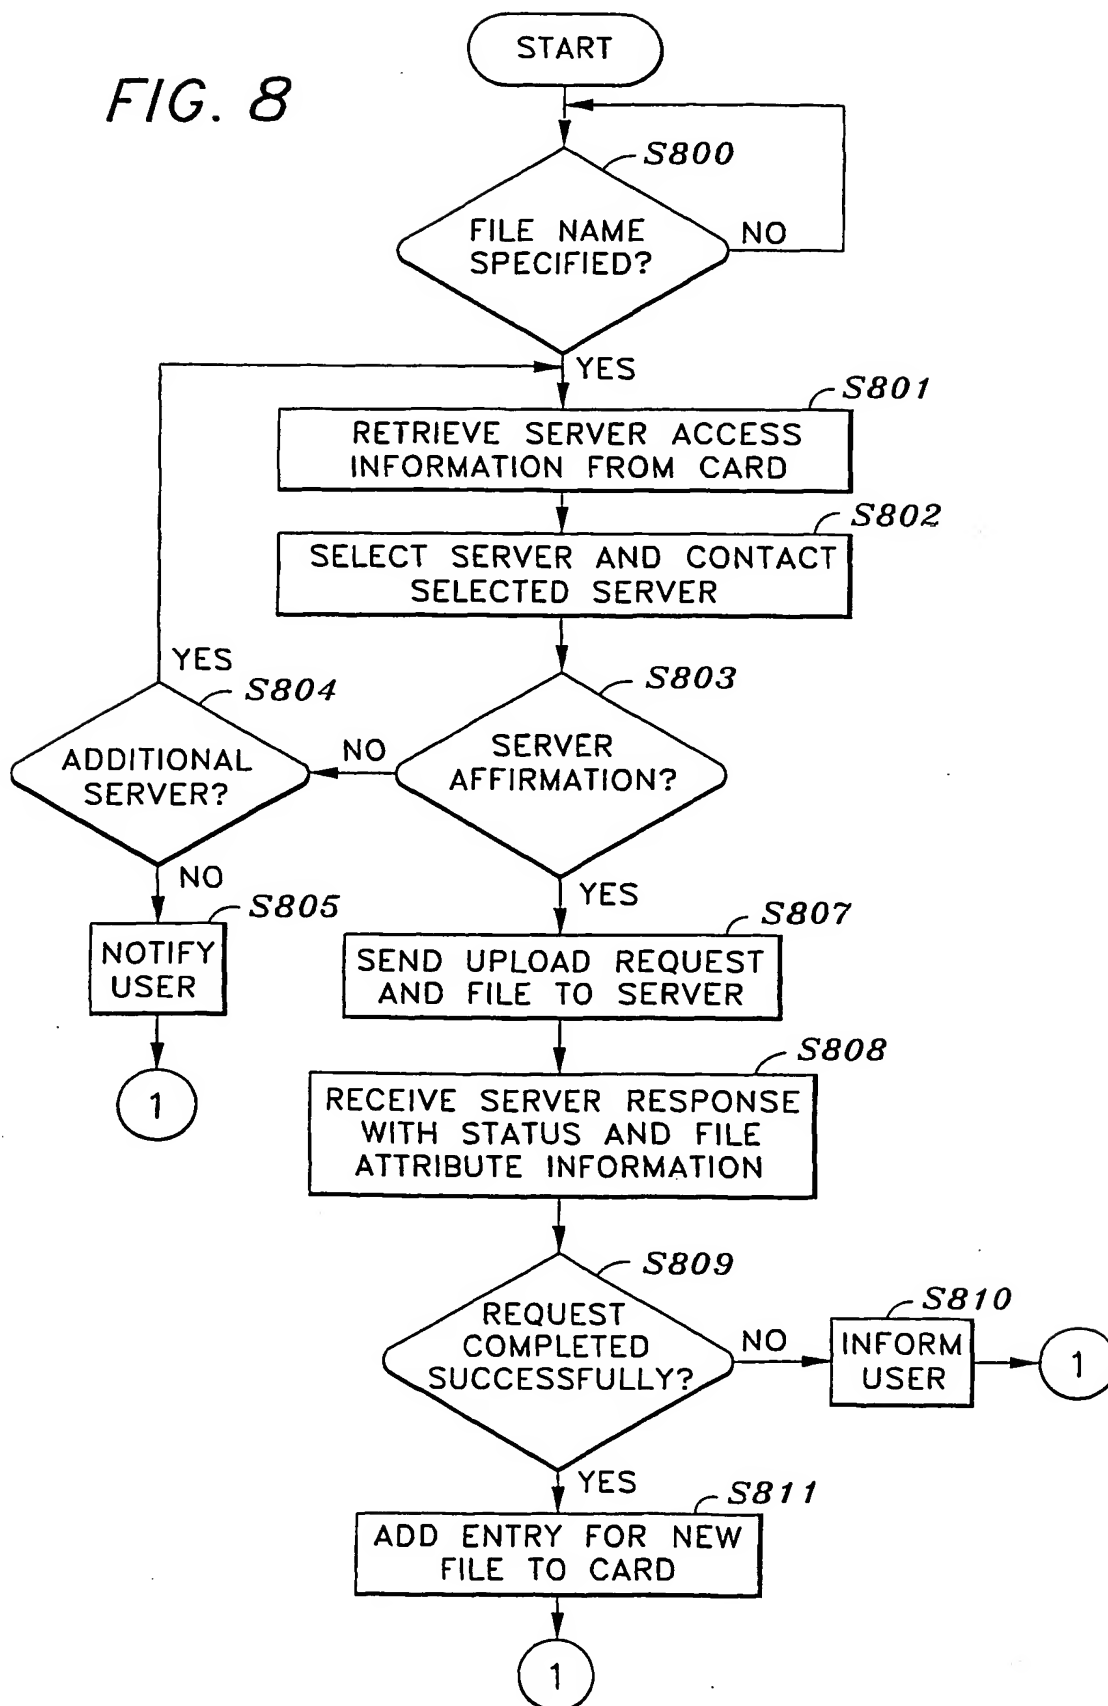 START
FIG. 8
S800
FILE NAME
SPECIFIED?
NO
YES
S801
RETRIEVE SERVER ACCESS
INFORMATION FROM CARD
S802
SELECT SERVER AND CONTACT
SELECTED SERVER
YES
S804
S803
ADDITIONAL
SERVER?
NO
SERVER
AFFIRMATION?
NO
YES
S805
NOTIFY
USER
S807
SEND UPLOAD REQUEST
AND FILE TO SERVER
1
S808
RECEIVE SERVER RESPONSE
WITH STATUS AND FILE
ATTRIBUTE INFORMATION
S809
REQUEST
COMPLETED
SUCCESSFULLY?
NO
S810
INFORM
USER
1
YES
S811
ADD ENTRY FOR NEW
FILE TO CARD
1